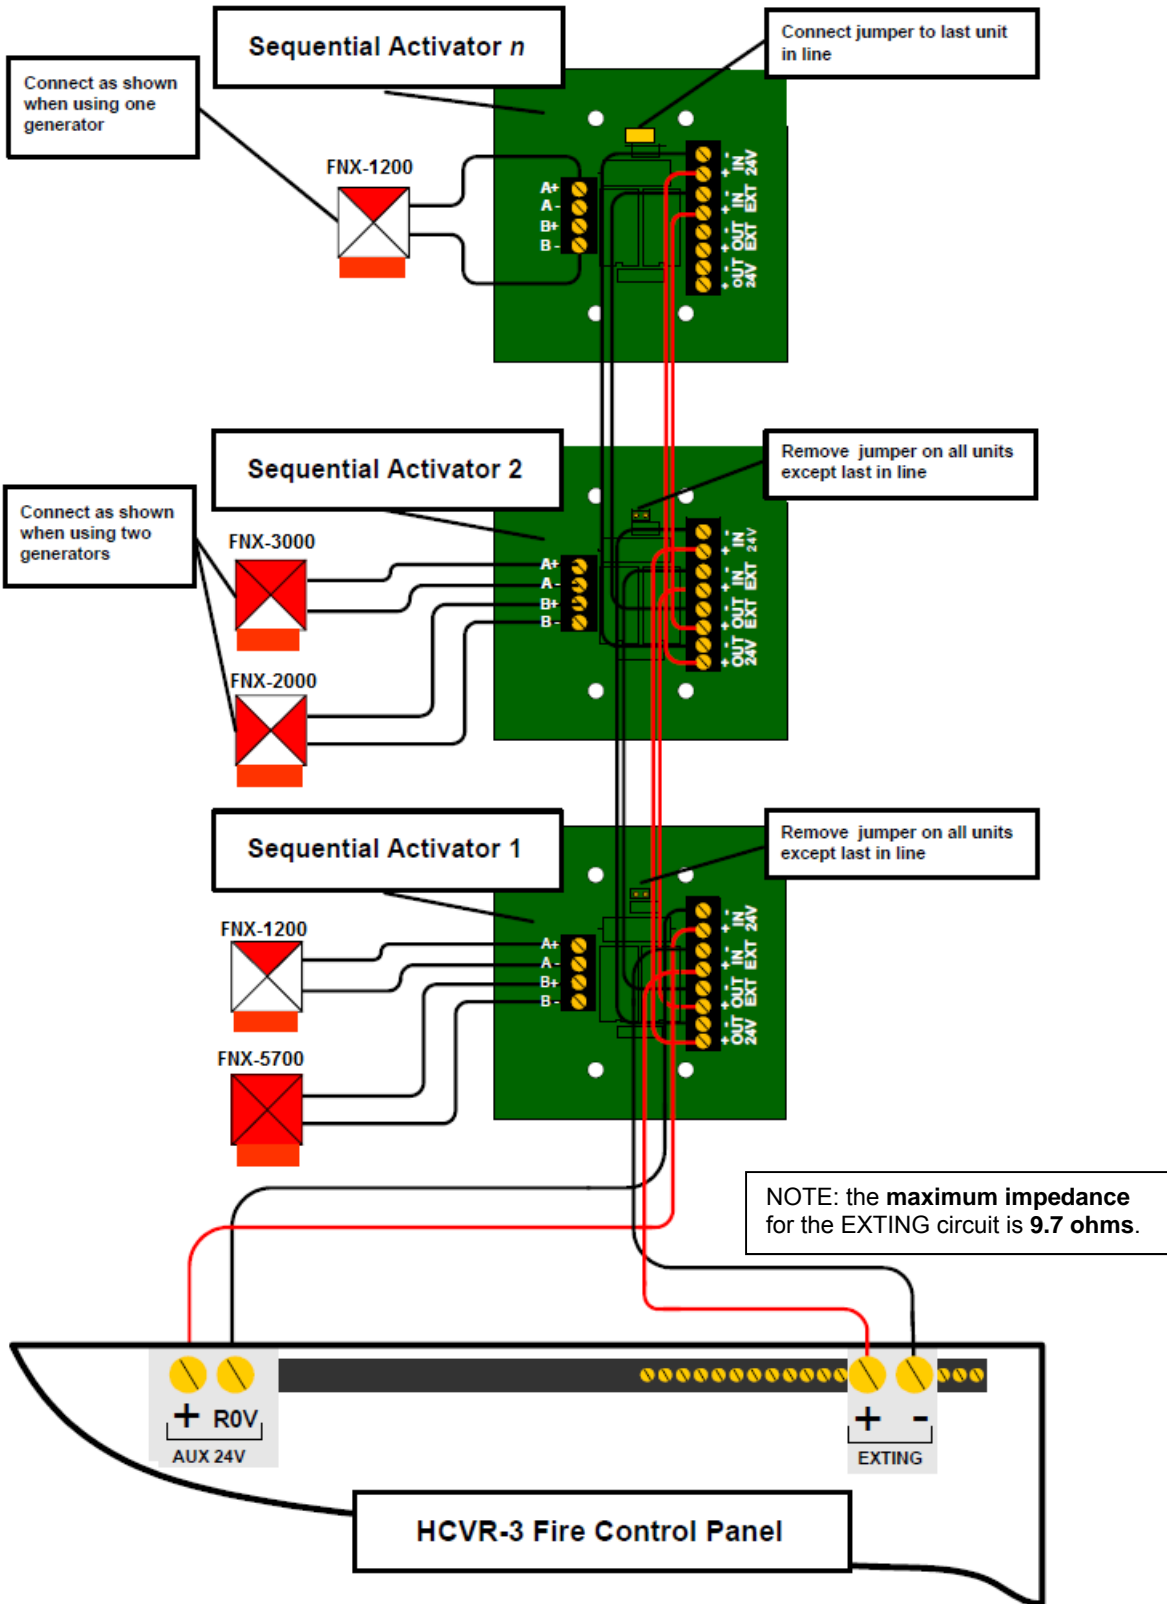 Sequential Activator n
Connect jumper to last unit
in line
Connect as shown
when using one
generator
FNX-1200
A+
A -
B+
B -
- IN 24V +
- IN EXT +
- OUT EXT +
- OUT 24V +
Sequential Activator 2
Remove jumper on all units
except last in line
Connect as shown
when using two
generators
FNX-3000
FNX-2000
A+
A -
B+
B -
- IN 24V +
- IN EXT +
- OUT EXT +
- OUT 24V +
Sequential Activator 1
Remove jumper on all units
except last in line
FNX-1200
FNX-5700
A+
A -
B+
B -
- IN 24V +
- IN EXT +
- OUT EXT +
- OUT 24V +
NOTE: the maximum impedance
for the EXTING circuit is 9.7 ohms.
+ R0V
AUX 24V
+ -
EXTING
HCVR-3 Fire Control Panel